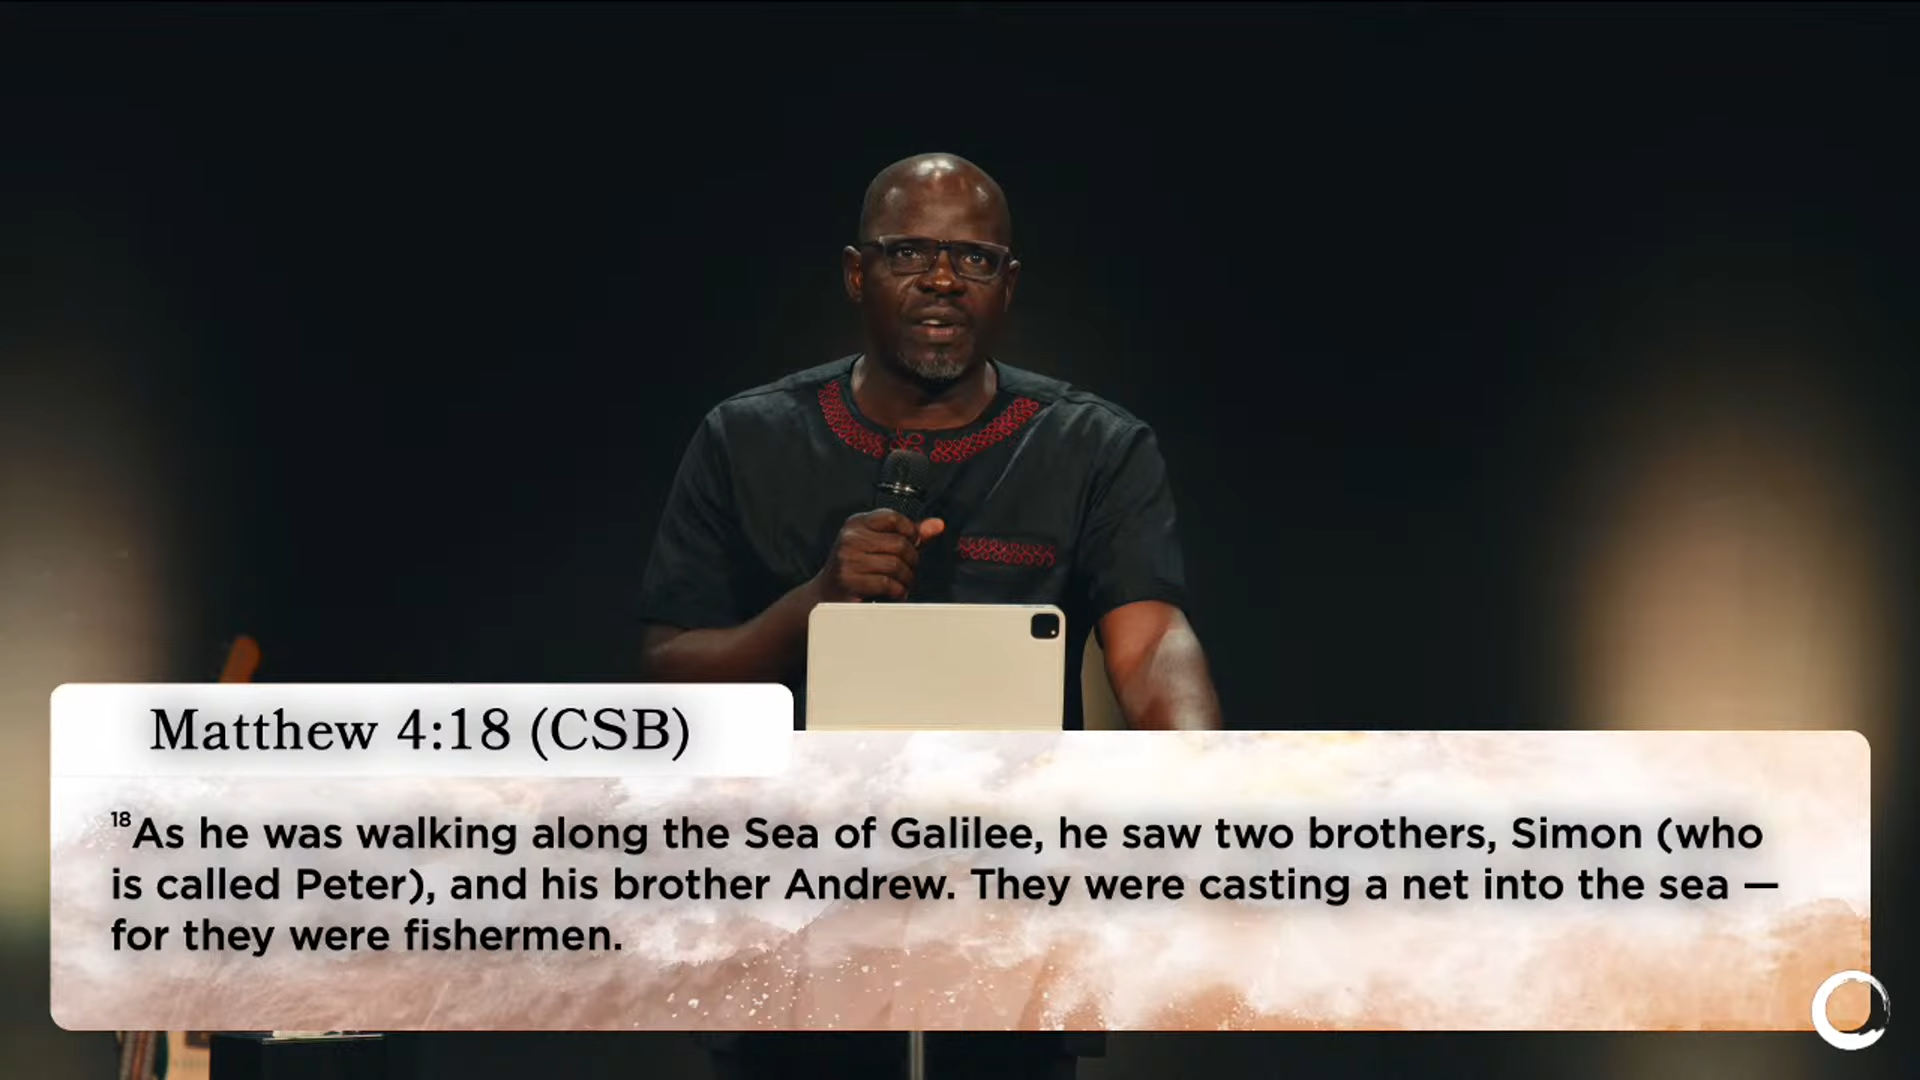 Matthew 4:18 (CSB)
18As he was walking along the Sea of Galilee, he saw two brothers, Simon (who
is called Peter), and his brother Andrew. They were casting a net into the sea —
for they were fishermen.